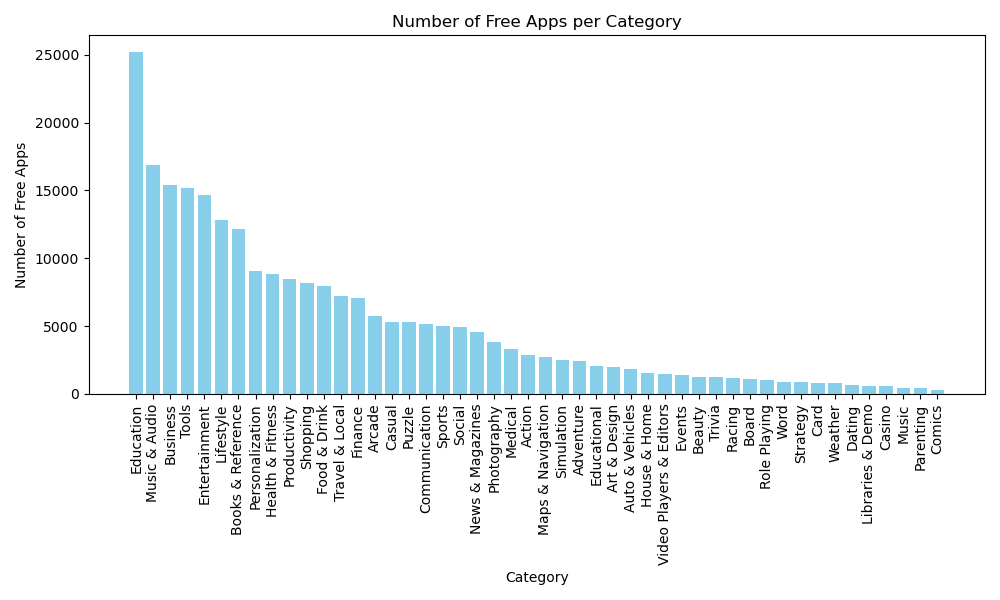 Number of Free Apps per Category
Number of Free Apps
25000
20000
15000
10000
5000
0
Education
Music & Audio
Business
Tools
Entertainment
Lifestyle
Books & Reference
Personalization
Health & Fitness
Productivity
Shopping
Food & Drink
Travel & Local
Finance
Arcade
Casual
Puzzle
Communication
Sports
Social
News & Magazines
Photography
Medical
Action
Maps & Navigation
Simulation
Adventure
Educational
Art & Design
Auto & Vehicles
House & Home
Video Players & Editors
Events
Beauty
Trivia
Racing
Board
Role Playing
Word
Strategy
Card
Weather
Dating
Libraries & Demo
Casino
Music
Parenting
Comics
Category